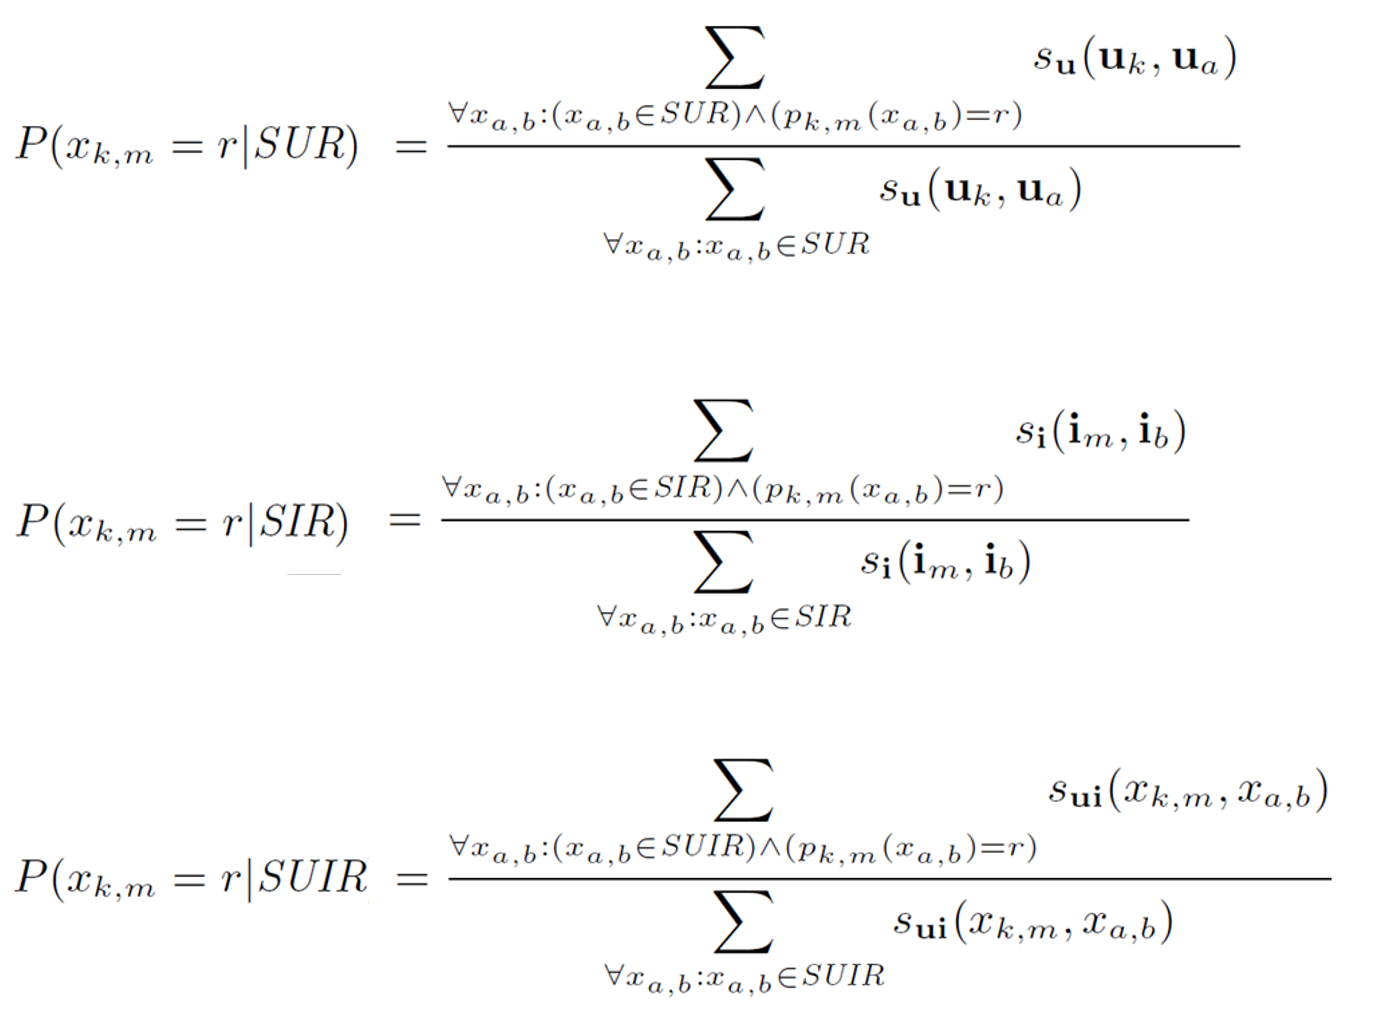 P(x_{k,m} = r|SUR) = \frac{\sum_{\forall x_{a,b}:(x_{a,b}\in SUR)\wedge(p_{k,m}(x_{a,b})=r)} s_{\mathbf{u}}(\mathbf{u}_k, \mathbf{u}_a)}{\sum_{\forall x_{a,b}:x_{a,b}\in SUR} s_{\mathbf{u}}(\mathbf{u}_k, \mathbf{u}_a)}
P(x_{k,m} = r|SIR) = \frac{\sum_{\forall x_{a,b}:(x_{a,b}\in SIR)\wedge(p_{k,m}(x_{a,b})=r)} s_{\mathbf{i}}(\mathbf{i}_m, \mathbf{i}_b)}{\sum_{\forall x_{a,b}:x_{a,b}\in SIR} s_{\mathbf{i}}(\mathbf{i}_m, \mathbf{i}_b)}
P(x_{k,m} = r|SUIR = \frac{\sum_{\forall x_{a,b}:(x_{a,b}\in SUIR)\wedge(p_{k,m}(x_{a,b})=r)} s_{\mathbf{ui}}(x_{k,m}, x_{a,b})}{\sum_{\forall x_{a,b}:x_{a,b}\in SUIR} s_{\mathbf{ui}}(x_{k,m}, x_{a,b})}